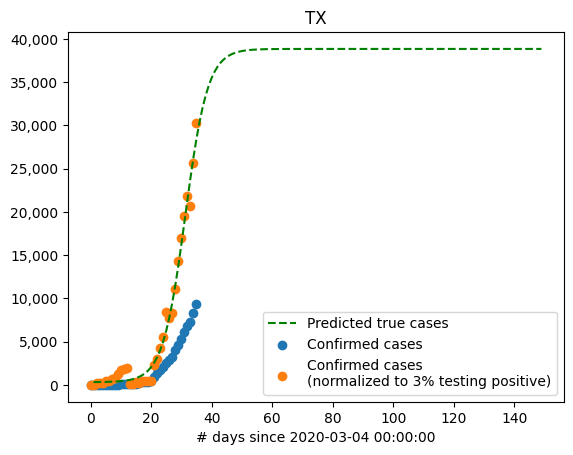 TX
40,000
35,000
30,000
25,000
20,000
15,000
10,000
5,000
0
Predicted true cases
Confirmed cases
Confirmed cases
(normalized to 3% testing positive)
0 20 40 60 80 100 120 140
# days since 2020-03-04 00:00:00